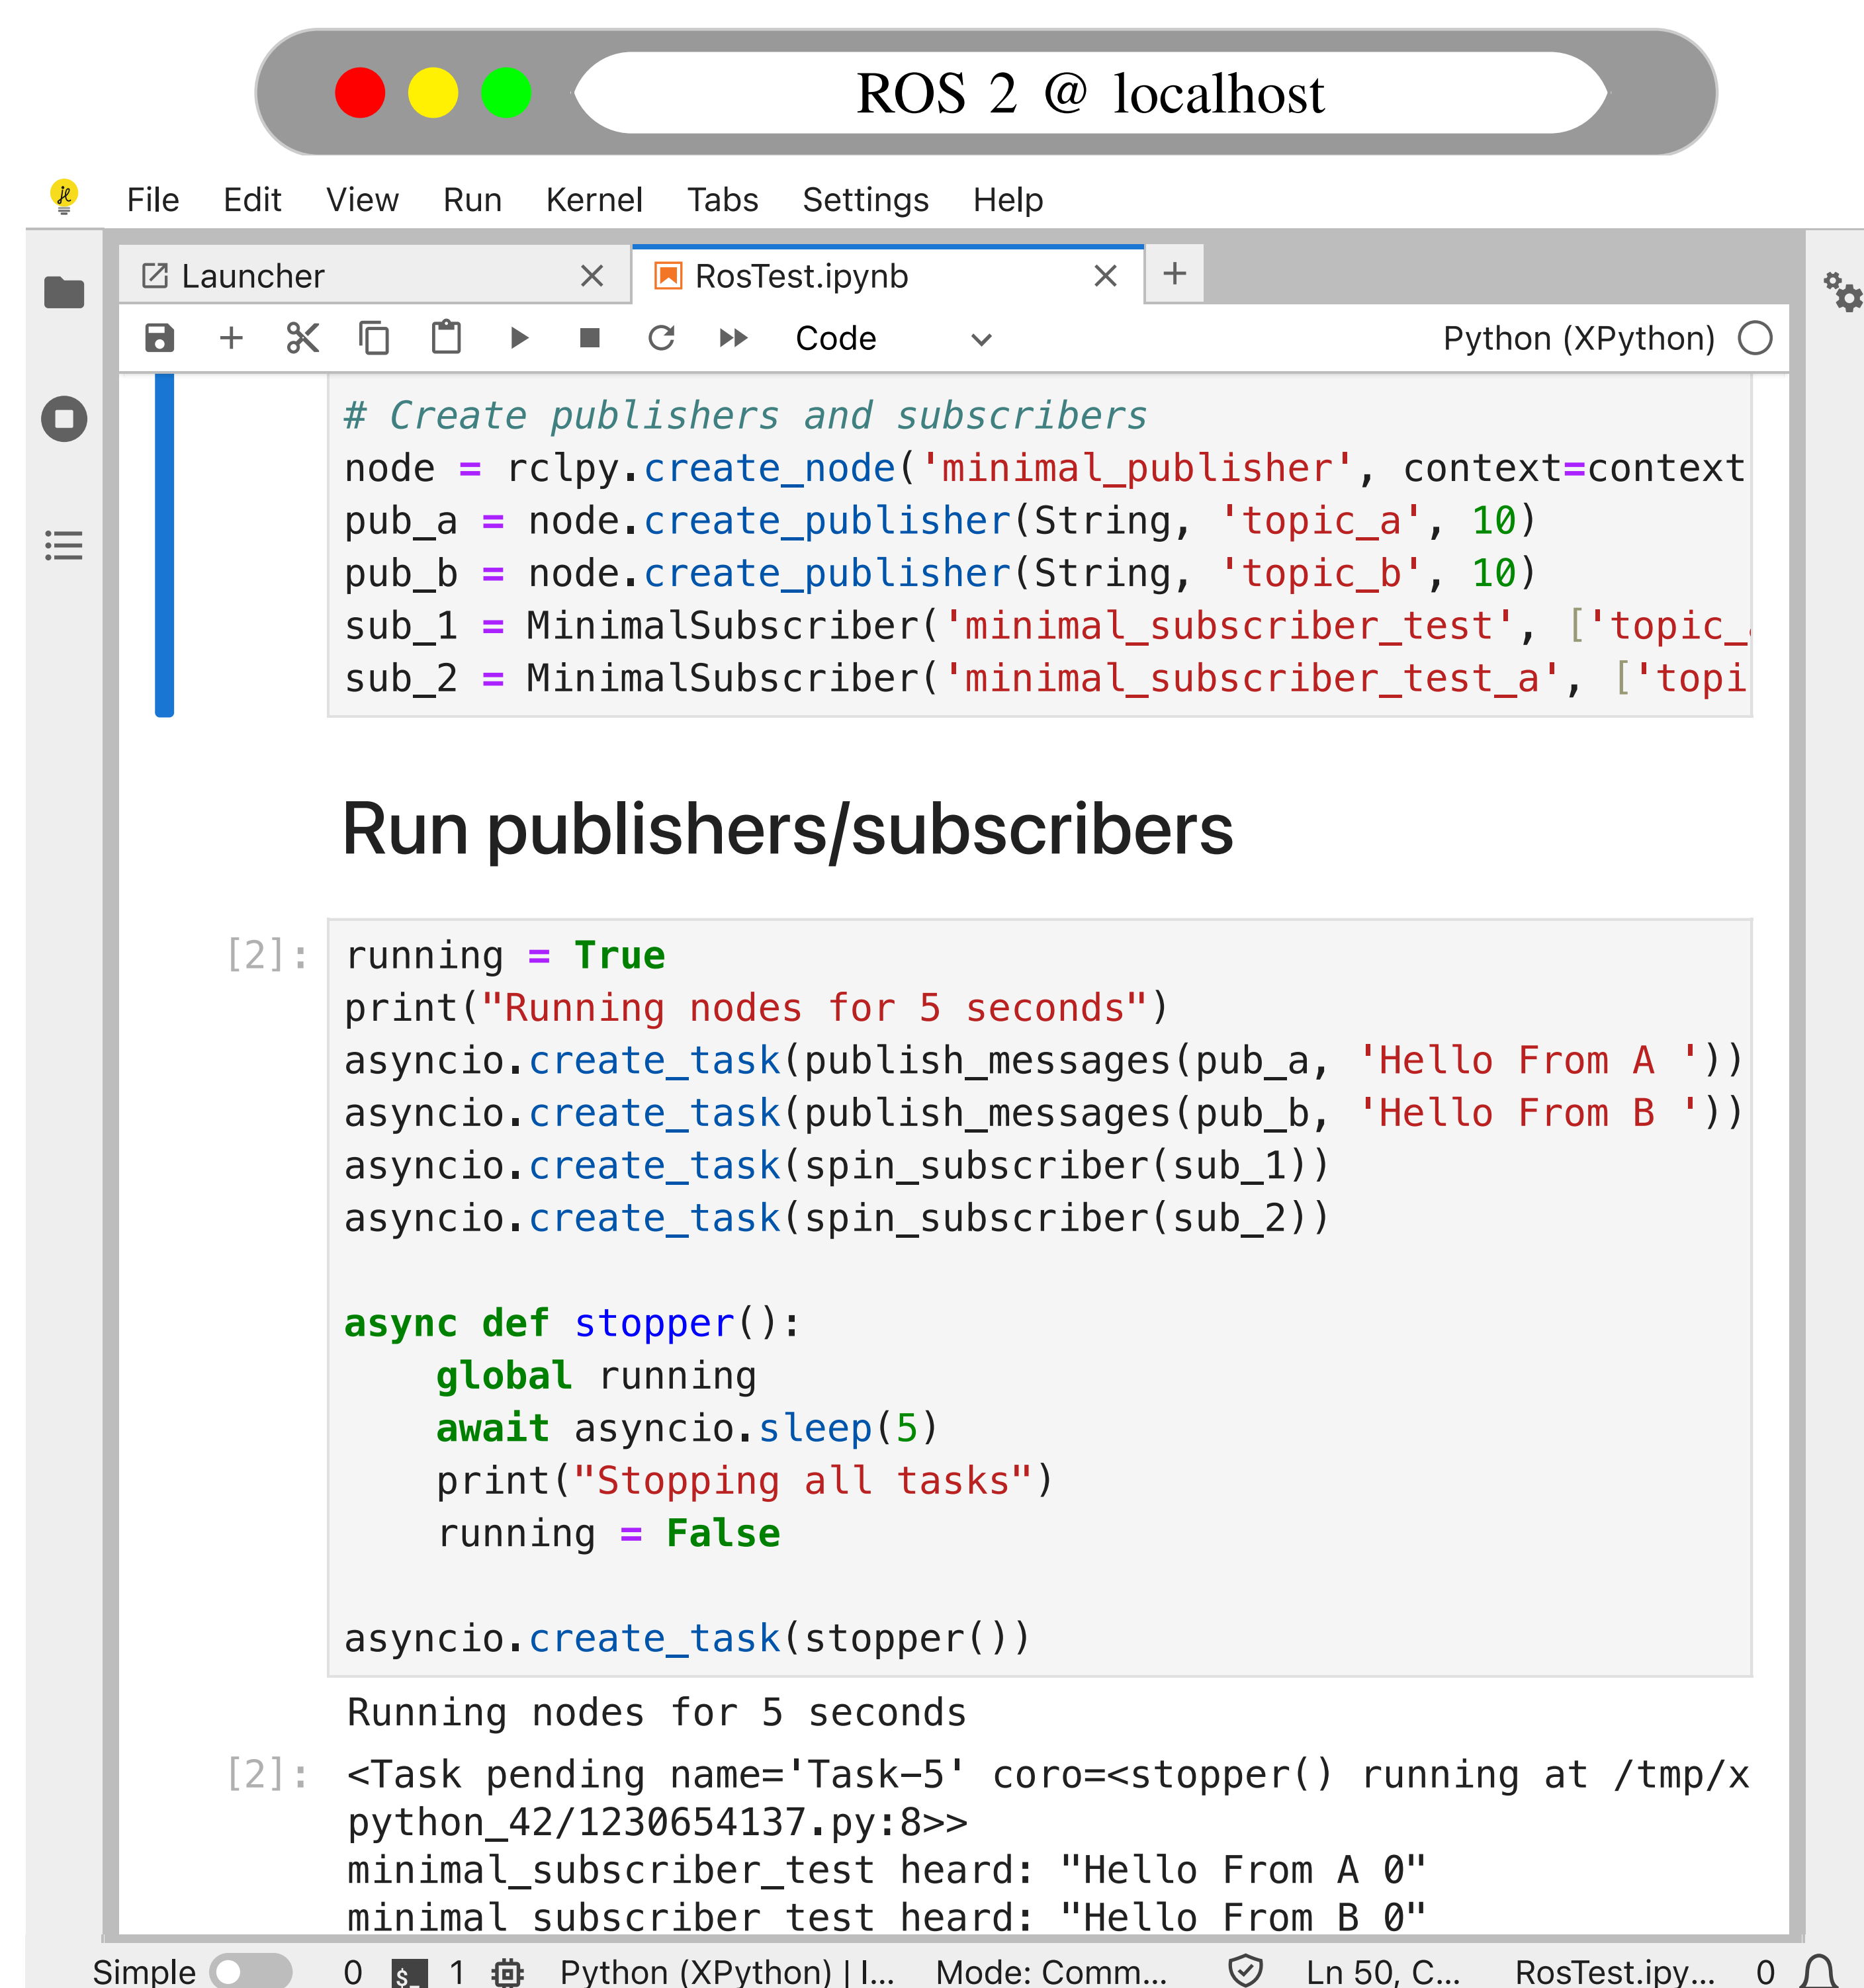 ROS 2 @ localhost
File Edit View Run Kernel Tabs Settings Help
Launcher RosTest.ipynb
Code Python (XPython)
# Create publishers and subscribers
node = rclpy.create_node('minimal_publisher', context=context
pub_a = node.create_publisher(String, 'topic_a', 10)
pub_b = node.create_publisher(String, 'topic_b', 10)
sub_1 = MinimalSubscriber('minimal_subscriber_test', ['topic_
sub_2 = MinimalSubscriber('minimal_subscriber_test_a', ['topi
Run publishers/subscribers
[2]: running = True
print("Running nodes for 5 seconds")
asyncio.create_task(publish_messages(pub_a, 'Hello From A '))
asyncio.create_task(publish_messages(pub_b, 'Hello From B '))
asyncio.create_task(spin_subscriber(sub_1))
asyncio.create_task(spin_subscriber(sub_2))
async def stopper():
    global running
    await asyncio.sleep(5)
    print("Stopping all tasks")
    running = False
asyncio.create_task(stopper())
Running nodes for 5 seconds
[2]: <Task pending name='Task-5' coro=<stopper() running at /tmp/x
python_42/1230654137.py:8>>
minimal_subscriber_test heard: "Hello From A 0"
minimal subscriber test heard: "Hello From B 0"
Simple 0 $_ 1 Python (XPython) | I... Mode: Comm... Ln 50, C... RosTest.ipy... 0